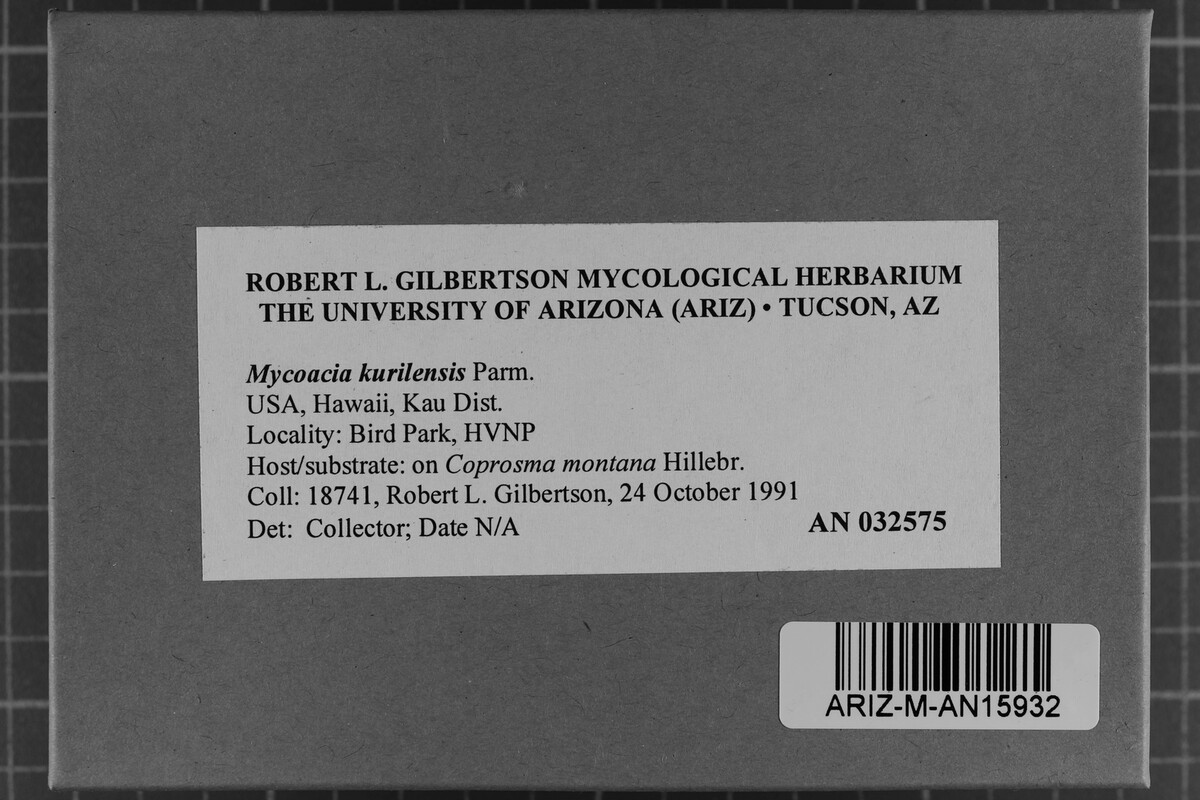 ROBERT L. GILBERTSON MYCOLOGICAL HERBARIUM
THE UNIVERSITY OF ARIZONA (ARIZ) • TUCSON, AZ
Mycoacia kurilensis Parm.
USA, Hawaii, Kau Dist.
Locality: Bird Park, HVNP
Host/substrate: on Coprosma montana Hillebr.
Coll: 18741, Robert L. Gilbertson, 24 October 1991
Det: Collector; Date N/A
AN 032575
ARIZ-M-AN15932